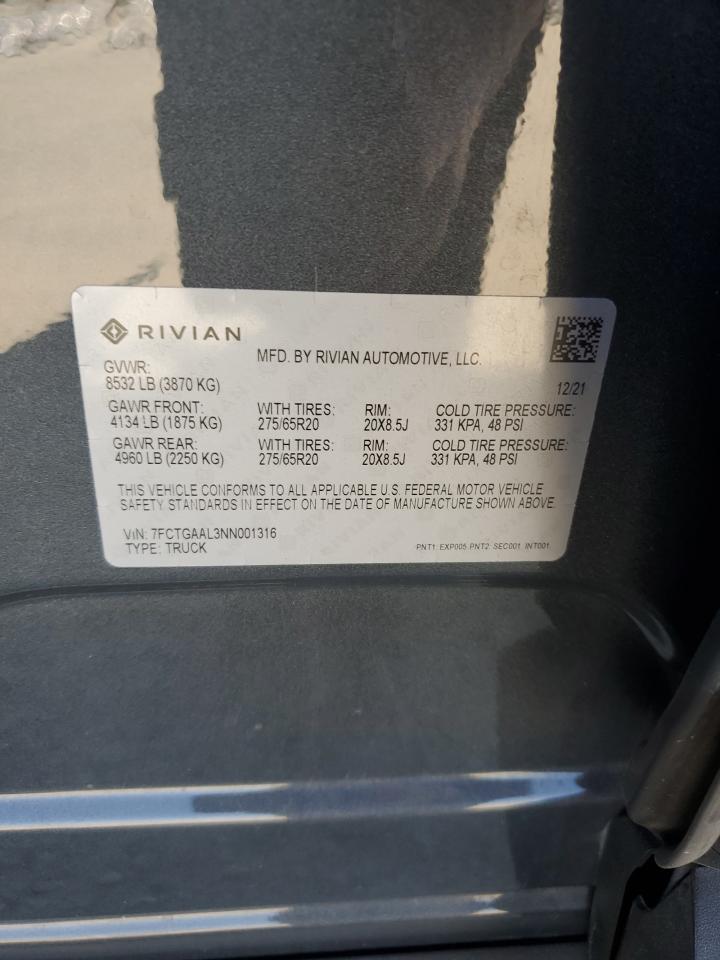 RIVIAN
MFD. BY RIVIAN AUTOMOTIVE, LLC.
GVWR:
8532 LB (3870 KG)
12/21
GAWR FRONT: WITH TIRES: RIM: COLD TIRE PRESSURE:
4134 LB (1875 KG) 275/65R20 20X8.5J 331 KPA, 48 PSI
GAWR REAR: WITH TIRES: RIM: COLD TIRE PRESSURE:
4960 LB (2250 KG) 275/65R20 20X8.5J 331 KPA, 48 PSI
THIS VEHICLE CONFORMS TO ALL APPLICABLE U.S. FEDERAL MOTOR VEHICLE
SAFETY STANDARDS IN EFFECT ON THE DATE OF MANUFACTURE SHOWN ABOVE.
VIN: 7FCTGAAL3NN001316
TYPE: TRUCK
PNT1: EXP005 PNT2: SEC001 INT001